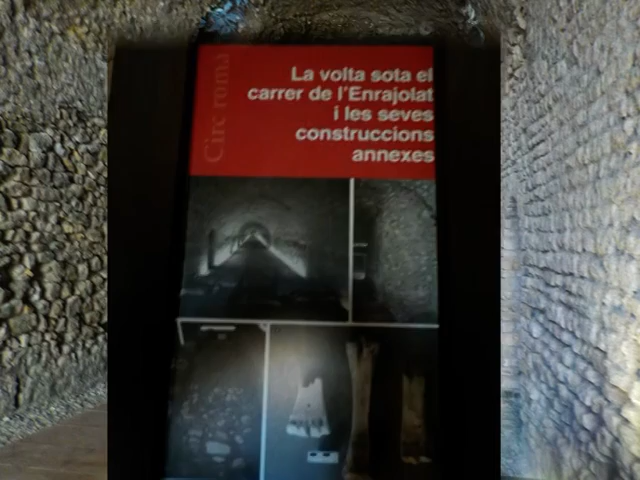 Circ romà
La volta sota el
carrer de l'Enrajolat
i les seves
construccions
annexes